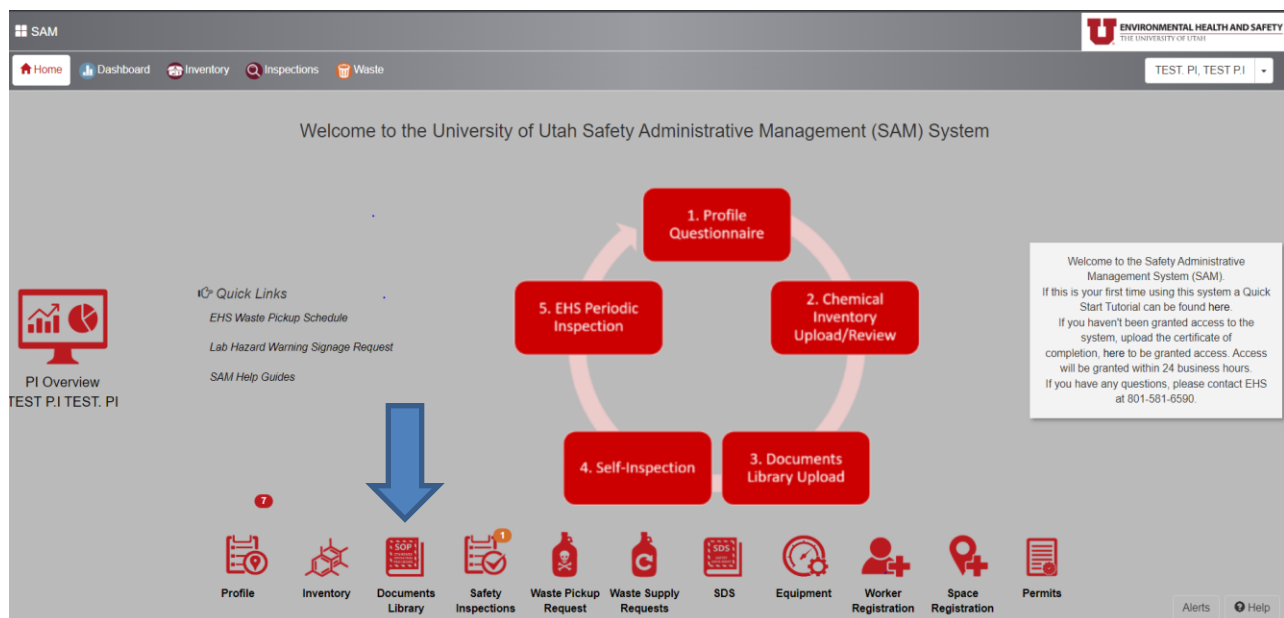 SAM
U
ENVIRONMENTAL HEALTH AND SAFETY
THE UNIVERSITY OF UTAH
Home
Dashboard
Inventory
Inspections
Waste
TEST. PI, TEST P.I
Welcome to the University of Utah Safety Administrative Management (SAM) System
1. Profile
Questionnaire
2. Chemical
Inventory
Upload/Review
3. Documents
Library Upload
4. Self-Inspection
5. EHS Periodic
Inspection
Quick Links
EHS Waste Pickup Schedule
Lab Hazard Warning Signage Request
SAM Help Guides
PI Overview
TEST P.I TEST. PI
Welcome to the Safety Administrative
Management System (SAM).
If this is your first time using this system a Quick
Start Tutorial can be found here.
If you haven't been granted access to the
system, upload the certificate of
completion, here to be granted access. Access
will be granted within 24 business hours.
If you have any questions, please contact EHS
at 801-581-6590.
7
1
SOP
SDS
Profile
Inventory
Documents
Library
Safety
Inspections
Waste Pickup
Request
Waste Supply
Requests
SDS
Equipment
Worker
Registration
Space
Registration
Permits
Alerts
Help